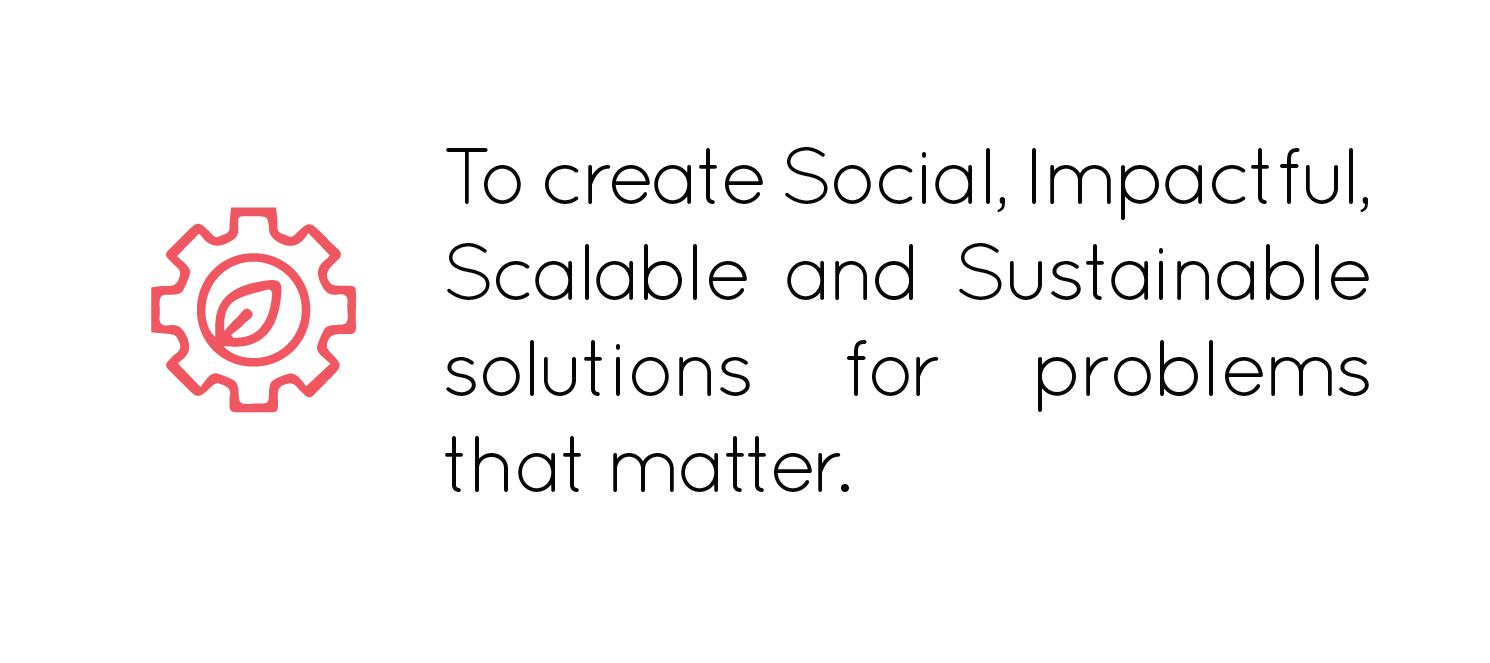 To create Social, Impactful,
Scalable and Sustainable
solutions for problems
that matter.